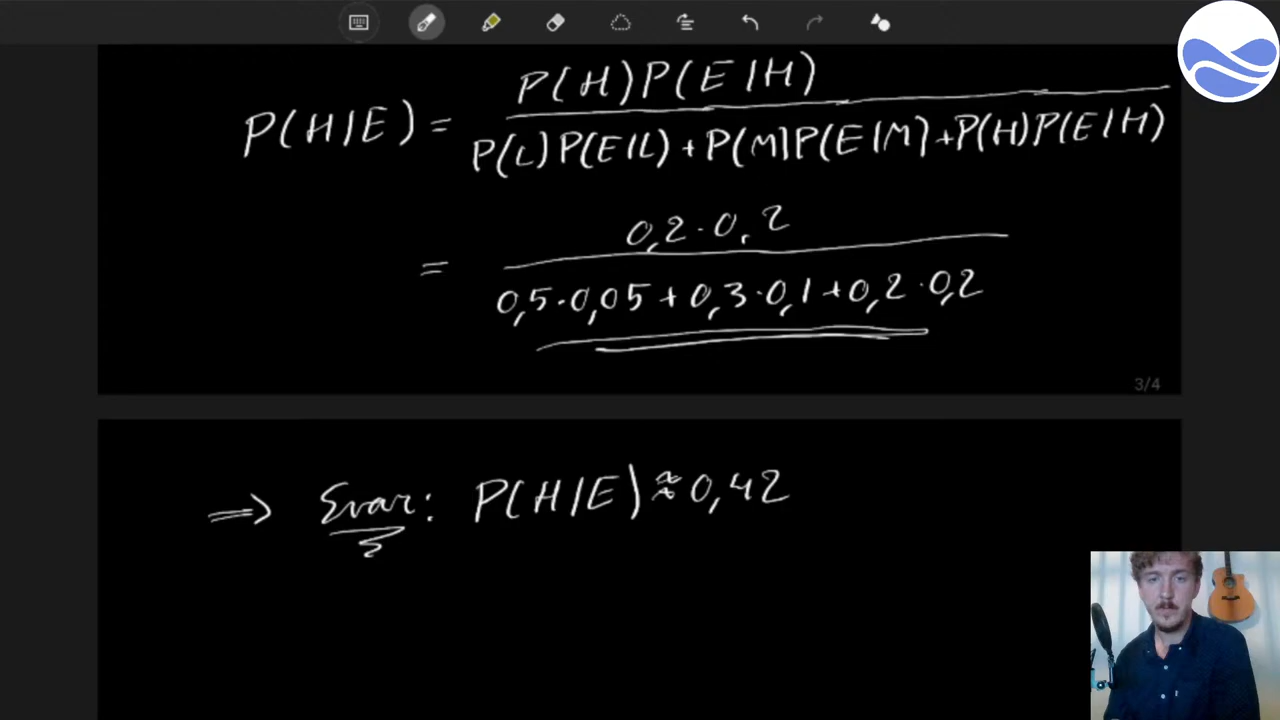 P(H|E) = P(H)P(E|H)
P(L)P(E|L) + P(M)P(E|M) + P(H)P(E|H)
= 0,2 · 0,2
0,5 · 0,05 + 0,3 · 0,1 + 0,2 · 0,2
3/4
⇒ Svar: P(H|E) ≈ 0,42